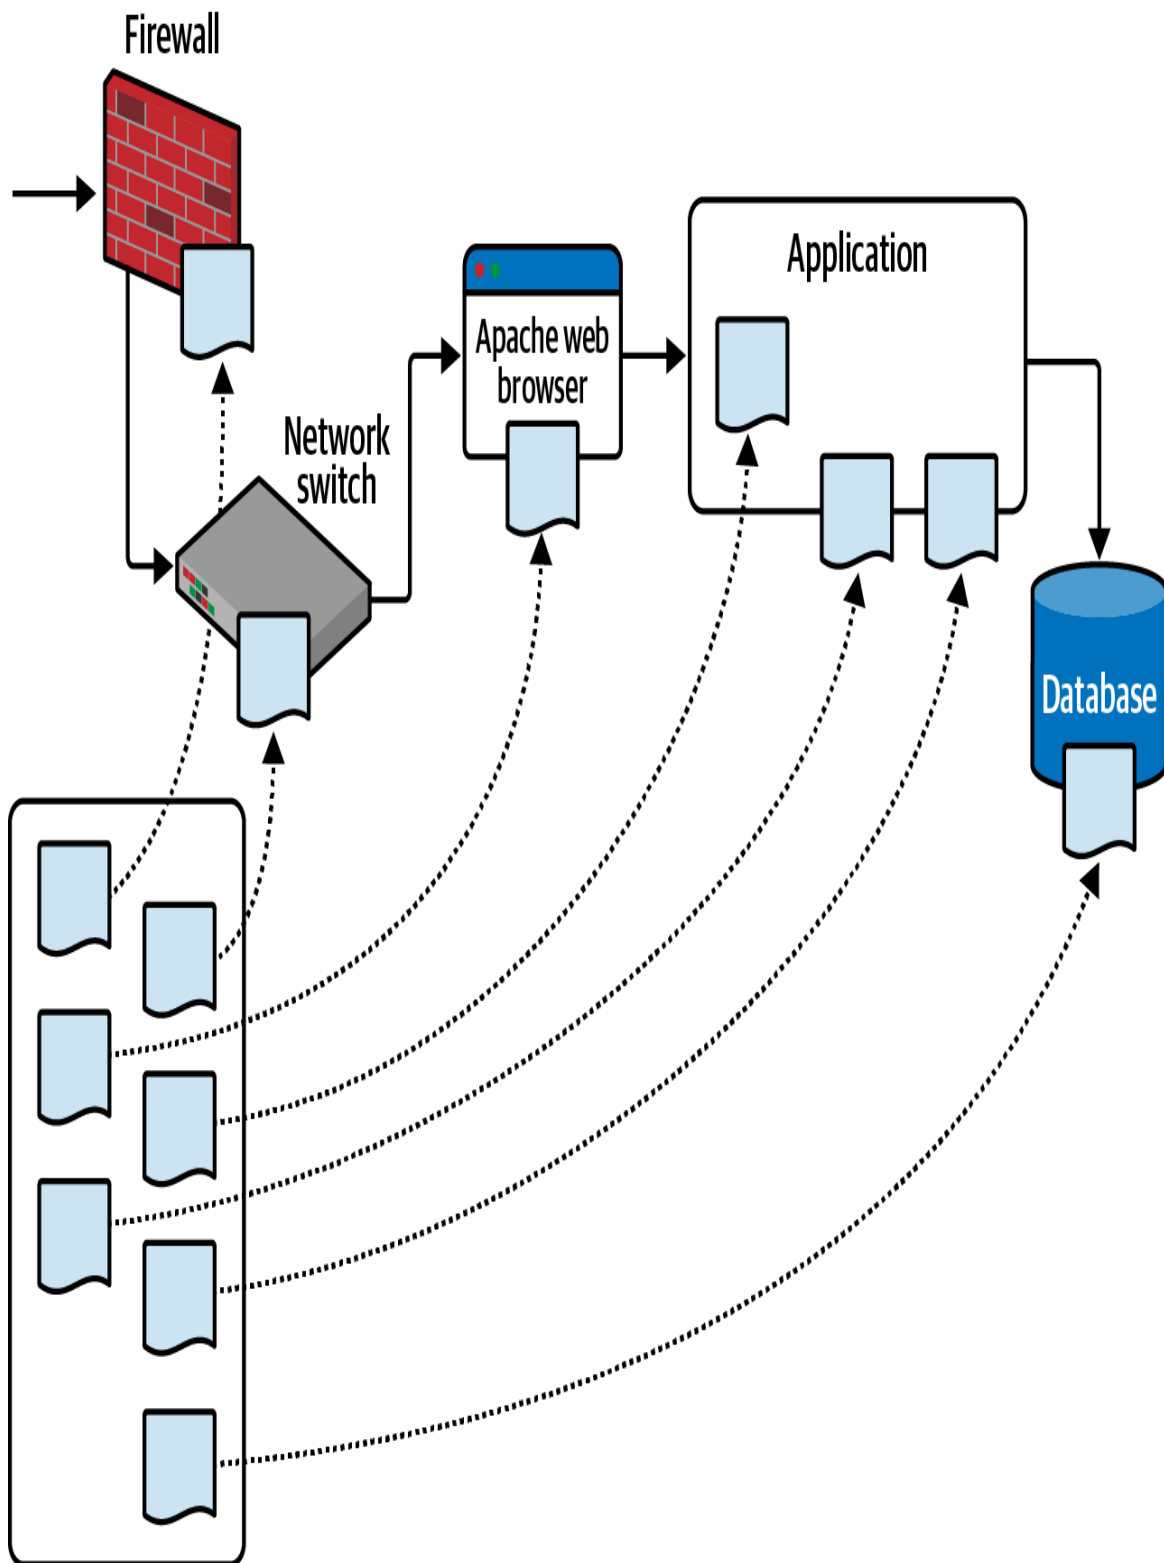 Firewall
Network
switch
Apache web
browser
Application
Database